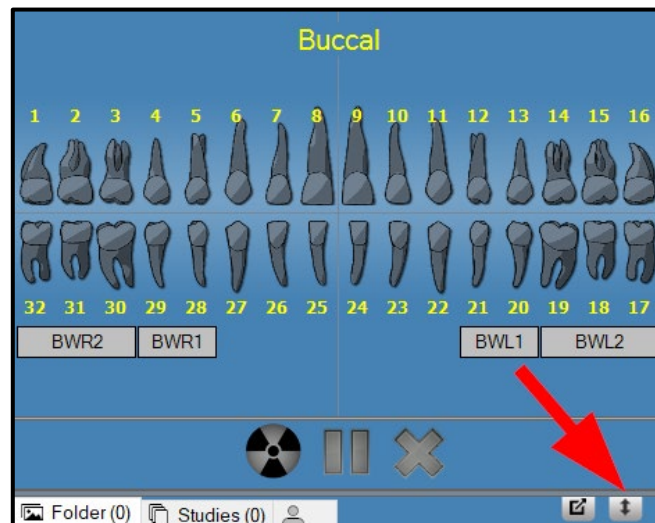 Buccal
1 2 3 4 5 6 7 8 9 10 11 12 13 14 15 16
32 31 30 29 28 27 26 25 24 23 22 21 20 19 18 17
BWR2 BWR1 BWL1 BWL2
Folder (0) Studies (0)